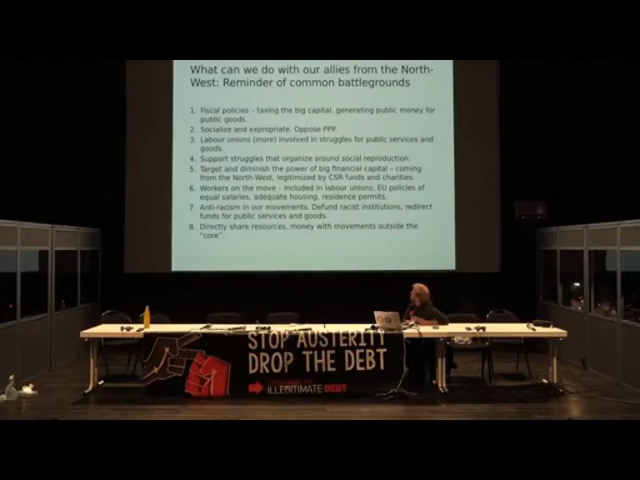 What can we do with our allies from the North-
West: Reminder of common battlegrounds
1. Fiscal policies – taxing the big capital, generating public money for
public goods.
2. Socialize and expropriate. Oppose PPP.
3. Labour unions (more) involved in struggles for public services and
goods.
4. Support struggles that organize around social reproduction.
5. Target and diminish the power of big financial capital – coming
from the North-West, legitimized by CSR funds and charities.
6. Workers on the move – included in labour unions. EU policies of
equal salaries, adequate housing, residence permits.
7. Anti-racism in our movements. Defund racist institutions, redirect
funds for public services and goods.
8. Directly share resources, money with movements outside the
"core".
STOP AUSTERITY
DROP THE DEBT
ILLEGITIMATE DEBT